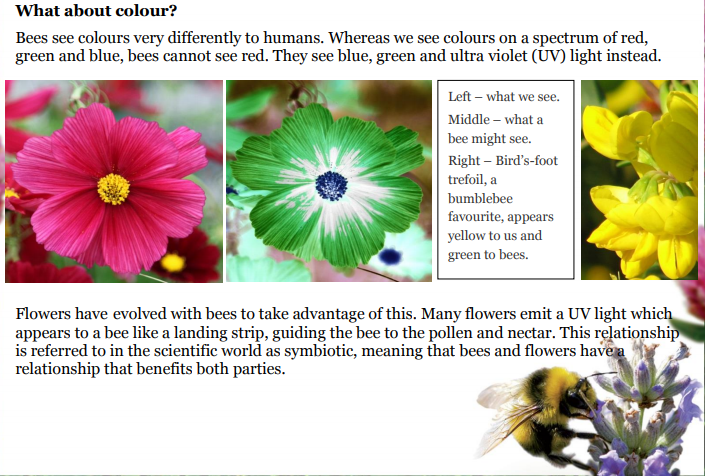 What about colour?
Bees see colours very differently to humans. Whereas we see colours on a spectrum of red,
green and blue, bees cannot see red. They see blue, green and ultra violet (UV) light instead.
Left – what we see.
Middle – what a
bee might see.
Right – Bird’s-foot
trefoil, a
bumblebee
favourite, appears
yellow to us and
green to bees.
Flowers have evolved with bees to take advantage of this. Many flowers emit a UV light which
appears to a bee like a landing strip, guiding the bee to the pollen and nectar. This relationship
is referred to in the scientific world as symbiotic, meaning that bees and flowers have a
relationship that benefits both parties.